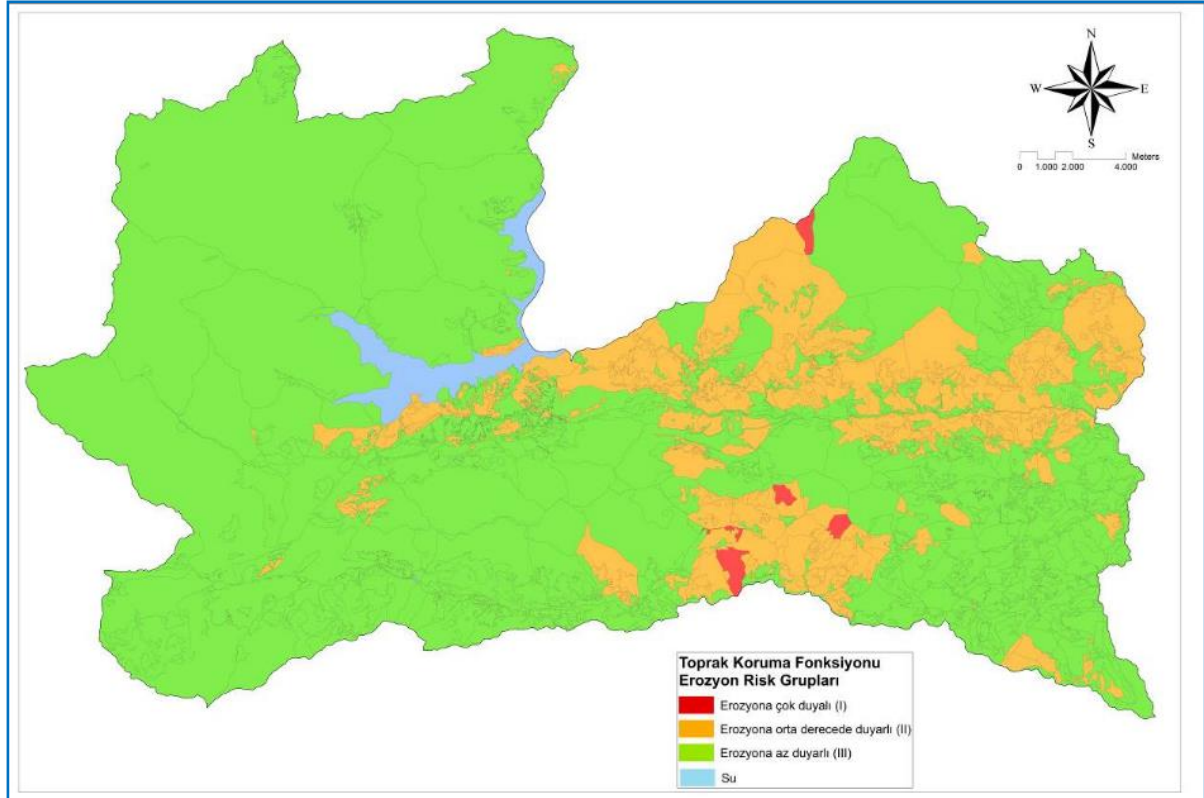 N
W E
S
Meters
0 1.000 2.000 4.000
Toprak Koruma Fonksiyonu
Erozyon Risk Grupları
Erozyona çok duyalı (I)
Erozyona orta derecede duyarlı (II)
Erozyona az duyarlı (III)
Su